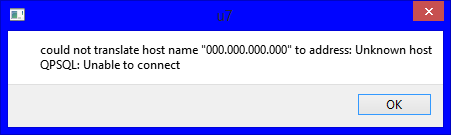 u7
could not translate host name "000.000.000.000" to address: Unknown host
QPSQL: Unable to connect
OK